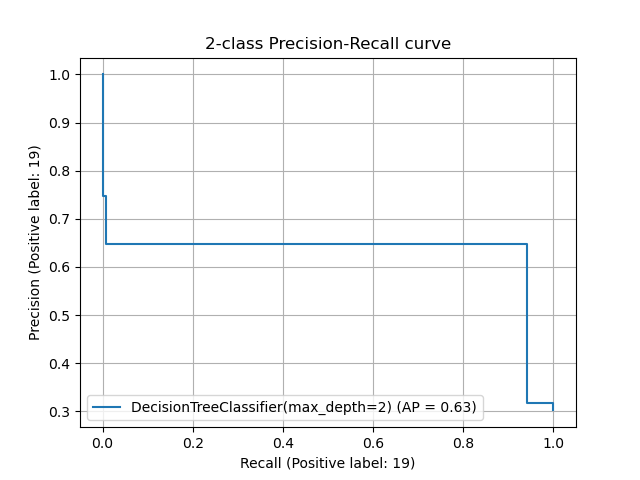 2-class Precision-Recall curve
1.0
0.9
0.8
0.7
0.6
0.5
0.4
0.3
Precision (Positive label: 19)
DecisionTreeClassifier(max_depth=2) (AP = 0.63)
0.0 0.2 0.4 0.6 0.8 1.0
Recall (Positive label: 19)